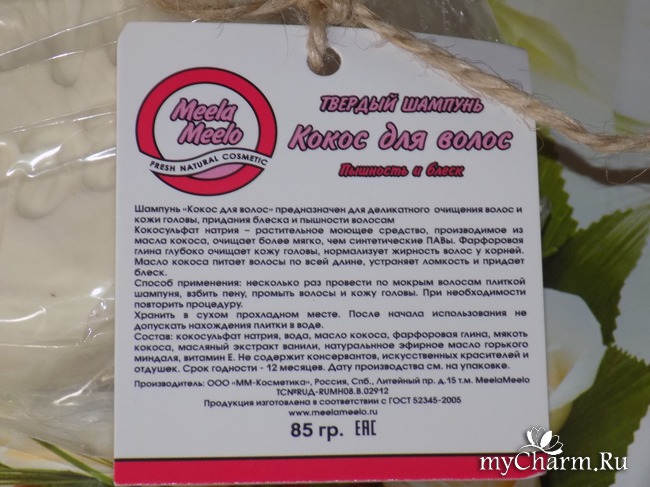 Meela
Meelo
FRESH NATURAL COSMETIC
ТВЕРДЫЙ ШАМПУНЬ
Кокос для волос
Пышность и блеск
Шампунь «Кокос для волос» предназначен для деликатного очищения волос и
кожи головы, придания блеска и пышности волосам
Кокосульфат натрия – растительное моющее средство, производимое из
масла кокоса, очищает более мягко, чем синтетические ПАВы. Фарфоровая
глина глубоко очищает кожу головы, нормализует жирность волос у корней.
Масло кокоса питает волосы по всей длине, устраняет ломкость и придает
блеск.
Способ применения: несколько раз провести по мокрым волосам плиткой
шампуня, взбить пену, промыть волосы и кожу головы. При необходимости
повторить процедуру.
Хранить в сухом прохладном месте. После начала использования не
допускать нахождения плитки в воде.
Состав: кокосульфат натрия, вода, масло кокоса, фарфоровая глина, мякоть
кокоса, масляный экстракт ванили, натуральное эфирное масло горького
миндаля, витамин Е. Не содержит консервантов, искусственных красителей и
отдушек. Срок годности - 12 месяцев. Дата производства см. на упаковке.
Производитель: ООО «ММ-Косметика», Россия, Спб., Литейный пр. д.15 т.м. MeelaMeelo
ТСN°RUД-RUМН08.В.02912
Продукция изготовлена в соответствии с ГОСТ 52345-2005
www.meelameelo.ru
85 гр. EAC
myCharm.Ru